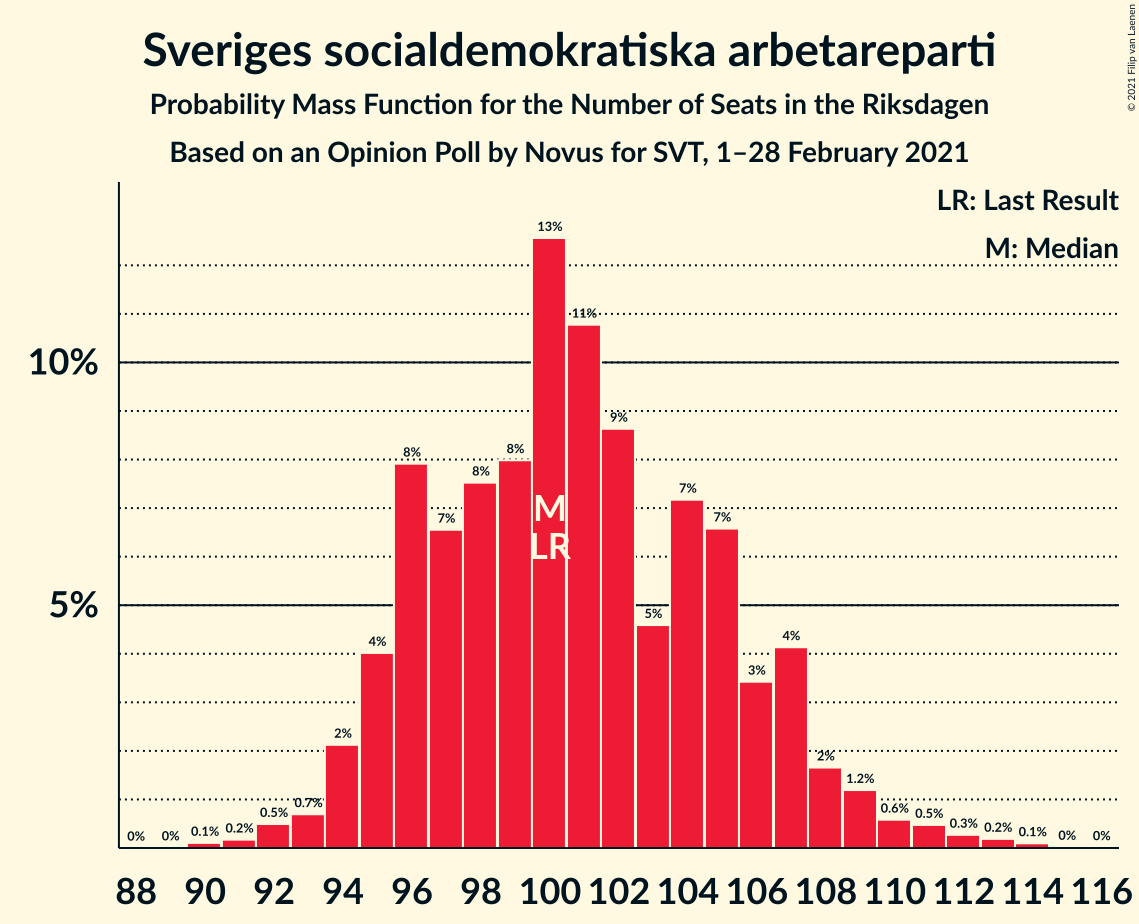 Sveriges socialdemokratiska arbetareparti
Probability Mass Function for the Number of Seats in the Riksdagen
Based on an Opinion Poll by Novus for SVT, 1–28 February 2021
© 2021 Filip van Laenen
LR: Last Result
M: Median
10%
5%
0% 0% 0.1% 0.2% 0.5% 0.7% 2% 4% 8% 7% 8% 8% 13% 11% 9% 5% 7% 7% 3% 4% 2% 1.2% 0.6% 0.5% 0.3% 0.2% 0.1% 0% 0%
M
LR
88 90 92 94 96 98 100 102 104 106 108 110 112 114 116